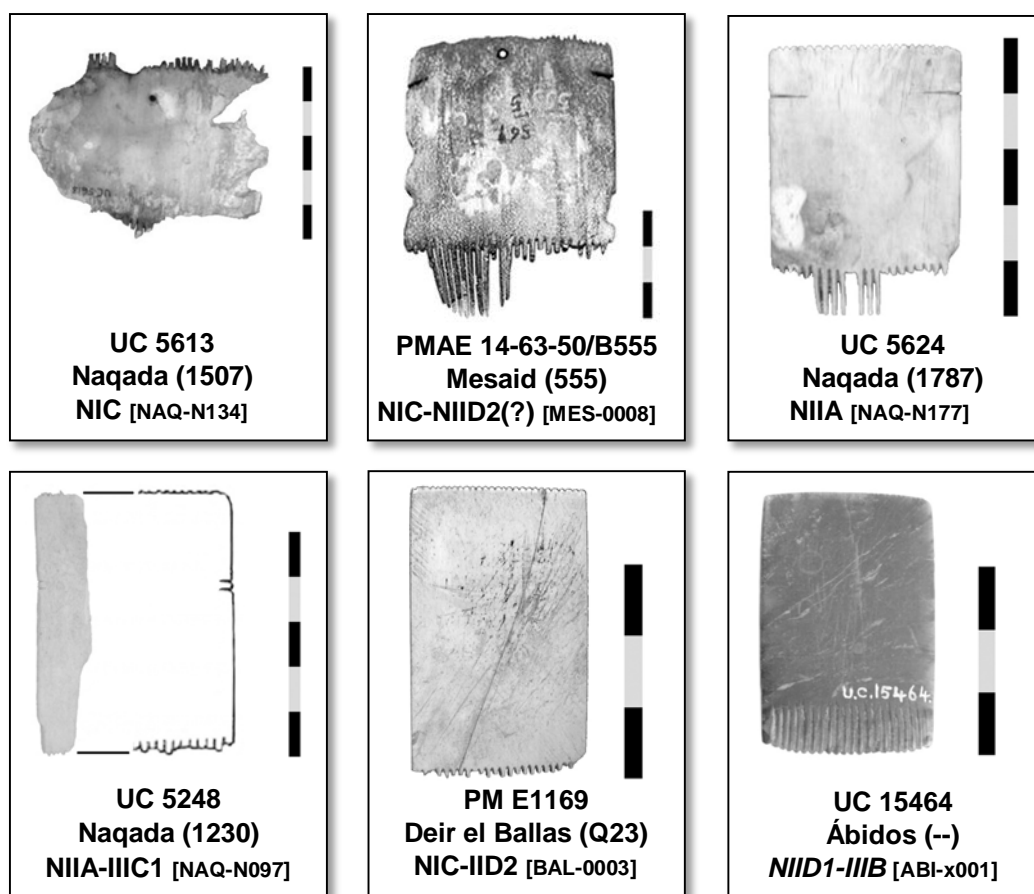 UC 5613
Naqada (1507)
NIC [NAQ-N134]
PMAE 14-63-50/B555
Mesaid (555)
NIC-NIID2(?) [MES-0008]
UC 5624
Naqada (1787)
NIIA [NAQ-N177]
U.C.15464.
UC 5248
Naqada (1230)
NIIA-IIIC1 [NAQ-N097]
PM E1169
Deir el Ballas (Q23)
NIC-IID2 [BAL-0003]
UC 15464
Ábidos (--)
NIID1-IIIB [ABI-x001]